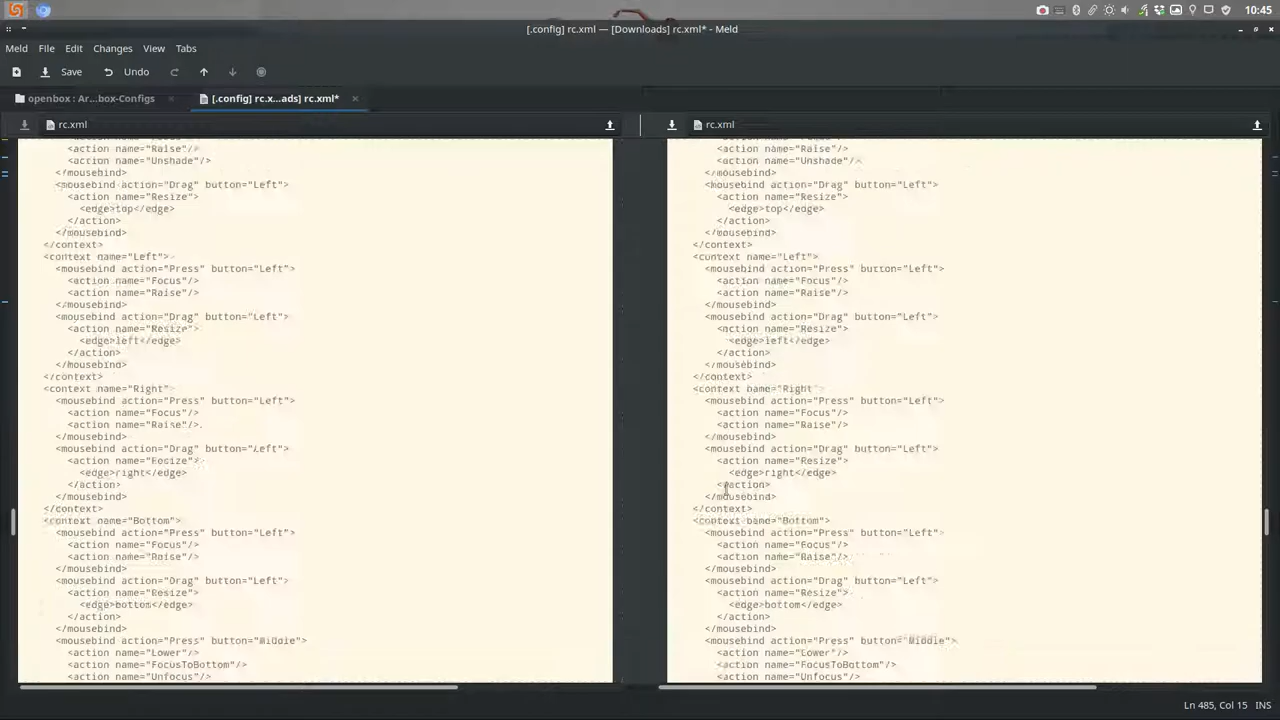 10:45
[.config] rc.xml — [Downloads] rc.xml* - Meld
Meld File Edit Changes View Tabs
Save Undo
openbox : Ar...box-Configs [.config] rc.x...ads] rc.xml*
rc.xml
<action name="Raise"/>
<action name="Unshade"/>
</mousebind>
<mousebind action="Drag" button="Left">
<action name="Resize">
<edge>top</edge>
</action>
</mousebind>
</context>
<context name="Left">
<mousebind action="Press" button="Left">
<action name="Focus"/>
<action name="Raise"/>
</mousebind>
<mousebind action="Drag" button="Left">
<action name="Resize">
<edge>left</edge>
</action>
</mousebind>
</context>
<context name="Right">
<mousebind action="Press" button="Left">
<action name="Focus"/>
<action name="Raise"/>
</mousebind>
<mousebind action="Drag" button="Left">
<action name="Resize">
<edge>right</edge>
</action>
</mousebind>
</context>
<context name="Bottom">
<mousebind action="Press" button="Left">
<action name="Focus"/>
<action name="Raise"/>
</mousebind>
<mousebind action="Drag" button="Left">
<action name="Resize">
<edge>bottom</edge>
</action>
</mousebind>
<mousebind action="Press" button="Middle">
<action name="Lower"/>
<action name="FocusToBottom"/>
<action name="Unfocus"/>
rc.xml
<action name="Raise"/>
<action name="Unshade"/>
</mousebind>
<mousebind action="Drag" button="Left">
<action name="Resize">
<edge>top</edge>
</action>
</mousebind>
</context>
<context name="Left">
<mousebind action="Press" button="Left">
<action name="Focus"/>
<action name="Raise"/>
</mousebind>
<mousebind action="Drag" button="Left">
<action name="Resize">
<edge>left</edge>
</action>
</mousebind>
</context>
<context name="Right">
<mousebind action="Press" button="Left">
<action name="Focus"/>
<action name="Raise"/>
</mousebind>
<mousebind action="Drag" button="Left">
<action name="Resize">
<edge>right</edge>
</action>
</mousebind>
</context>
<context name="Bottom">
<mousebind action="Press" button="Left">
<action name="Focus"/>
<action name="Raise"/>
</mousebind>
<mousebind action="Drag" button="Left">
<action name="Resize">
<edge>bottom</edge>
</action>
</mousebind>
<mousebind action="Press" button="Middle">
<action name="Lower"/>
<action name="FocusToBottom"/>
<action name="Unfocus"/>
Ln 485, Col 15 INS